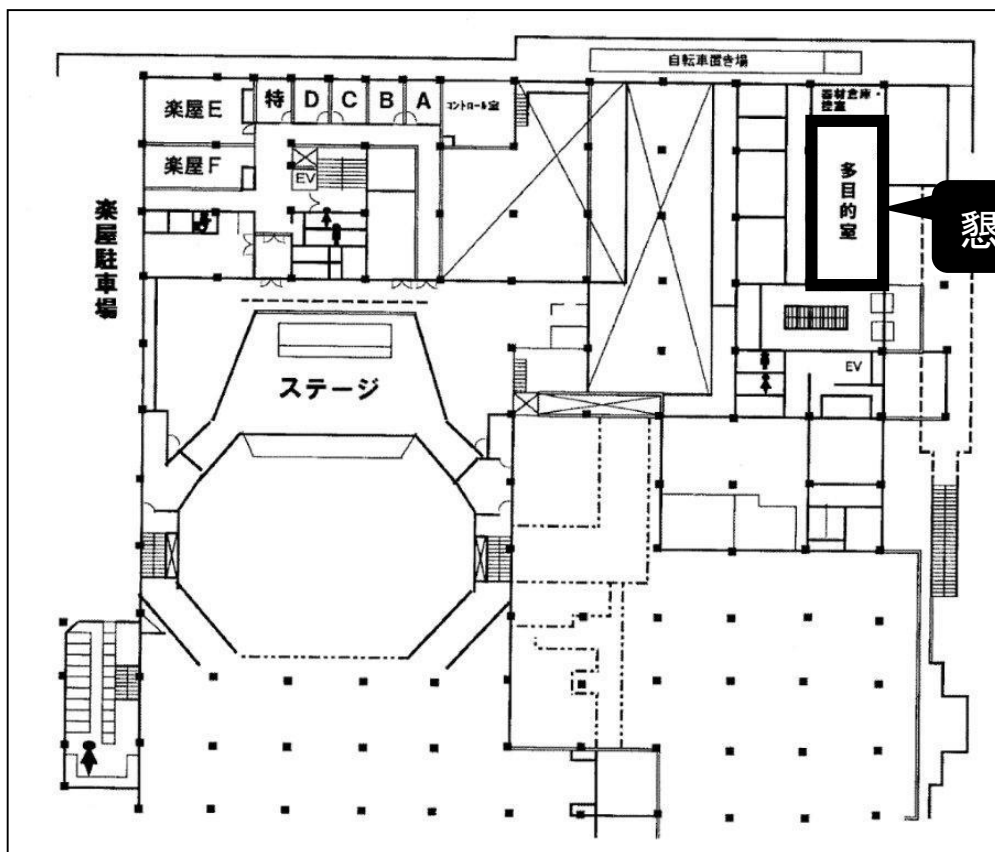 自転車置き場
楽屋E
特
D
C
B
A
コントロール室
器材倉庫・
控室
楽屋F
EV
多目的室
懇
楽屋駐車場
ステージ
EV